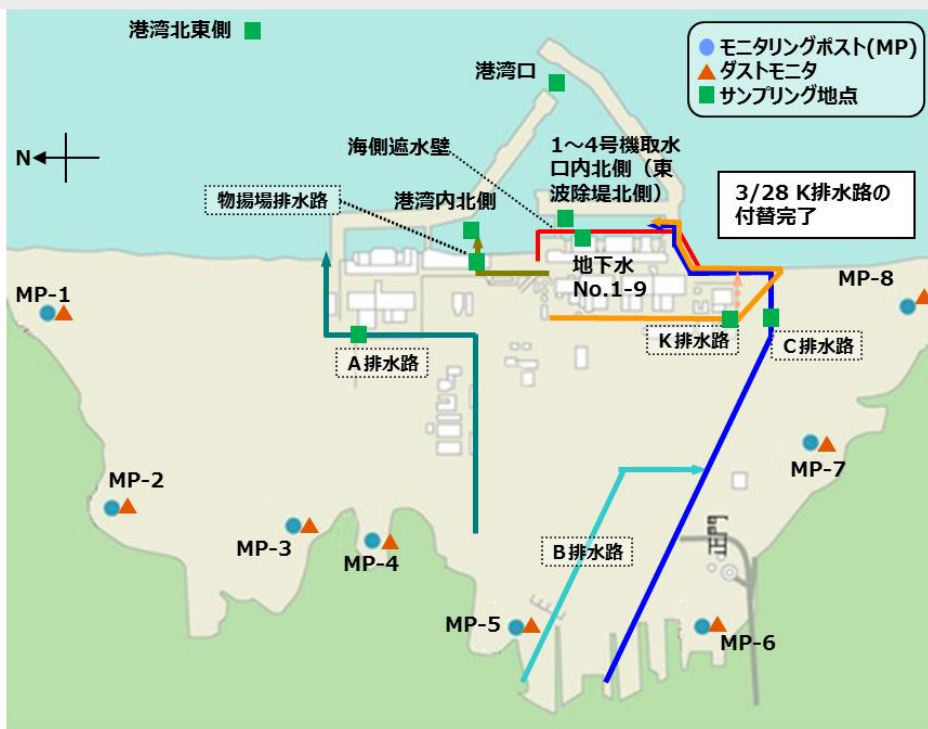 港湾北東側
港湾口
モニタリングポスト(MP)
ダストモニタ
サンプリング地点
N
海側遮水壁
1～4号機取水
口内北側（東
波除堤北側）
物揚場排水路
港湾内北側
3/28 K排水路の
付替完了
地下水
No.1-9
MP-1
MP-8
A排水路
K排水路
C排水路
MP-2
MP-7
MP-3
MP-4
正門
B排水路
MP-5
MP-6